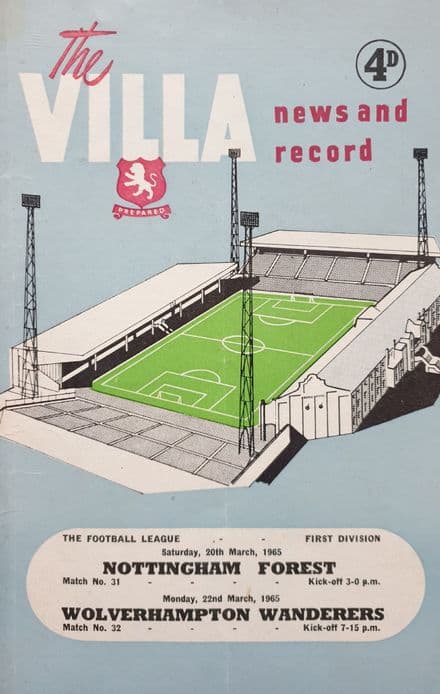 The
VILLA
4D
news and
record
PREPARED
THE FOOTBALL LEAGUE - - FIRST DIVISION
Saturday, 20th March, 1965
NOTTINGHAM FOREST
Match No. 31 - - - - Kick-off 3-0 p.m.
Monday, 22nd March, 1965
WOLVERHAMPTON WANDERERS
Match No. 32 - - - - Kick-off 7-15 p.m.